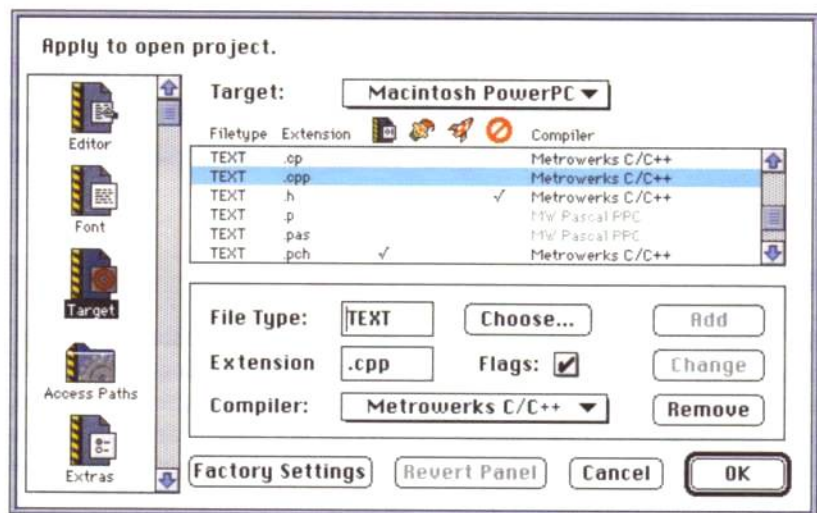 Apply to open project.
Editor
Font
Target
Access Paths
Extras
Target: Macintosh PowerPC
Filetype Extension Compiler
TEXT .cp Metrowerks C/C++
TEXT .cpp Metrowerks C/C++
TEXT .h ✓ Metrowerks C/C++
TEXT .p MW Pascal PPC
TEXT .pas MW Pascal PPC
TEXT .pch ✓ Metrowerks C/C++
File Type: TEXT Choose... Add
Extension .cpp Flags: ✔ Change
Compiler: Metrowerks C/C++ Remove
Factory Settings Revert Panel Cancel OK